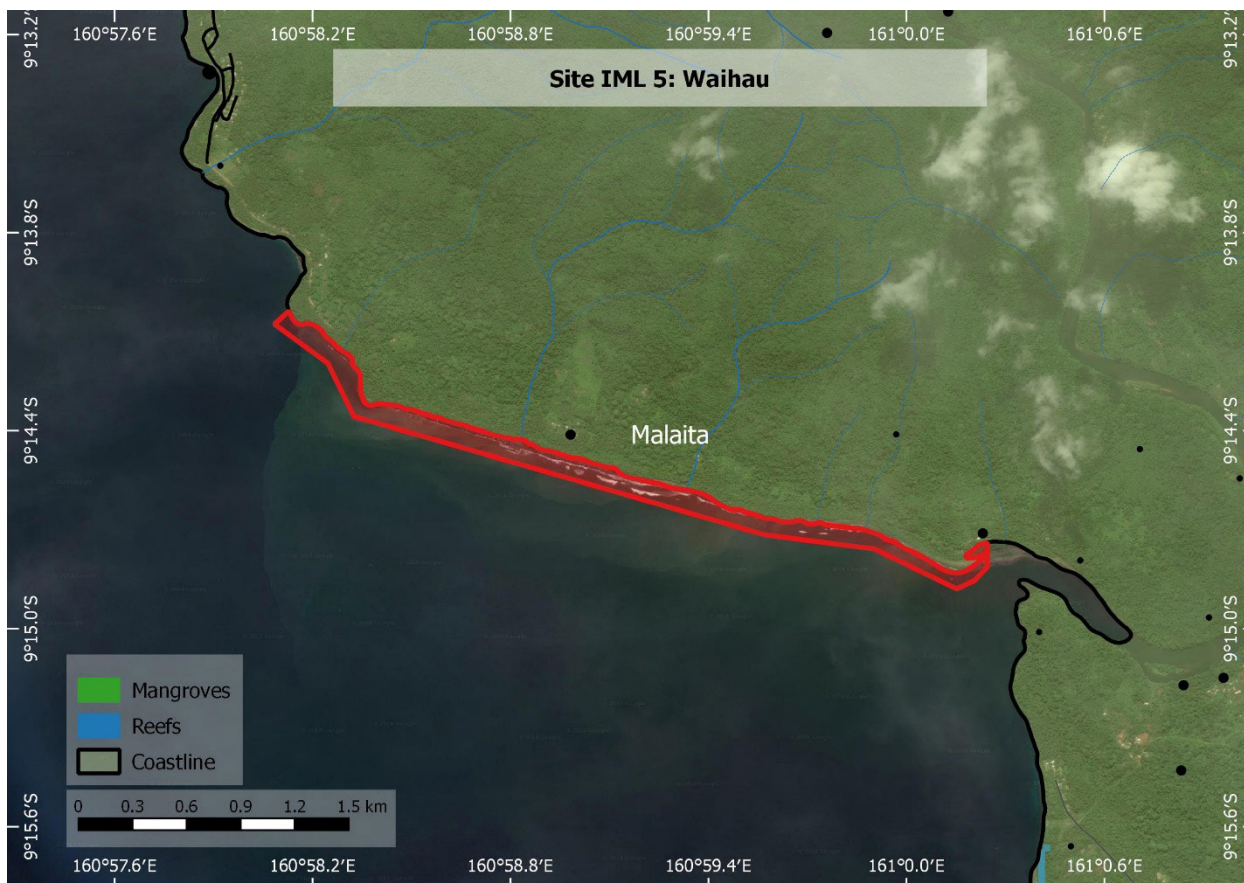 160°57.6′E 160°58.2′E 160°58.8′E 160°59.4′E 161°0.0′E 161°0.6′E
9°13.2′S 9°13.2′S
Site IML 5: Waihau
9°13.8′S 9°13.8′S
9°14.4′S 9°14.4′S
Malaita
9°15.0′S 9°15.0′S
Mangroves
Reefs
Coastline
0 0.3 0.6 0.9 1.2 1.5 km
9°15.6′S 9°15.6′S
160°57.6′E 160°58.2′E 160°58.8′E 160°59.4′E 161°0.0′E 161°0.6′E